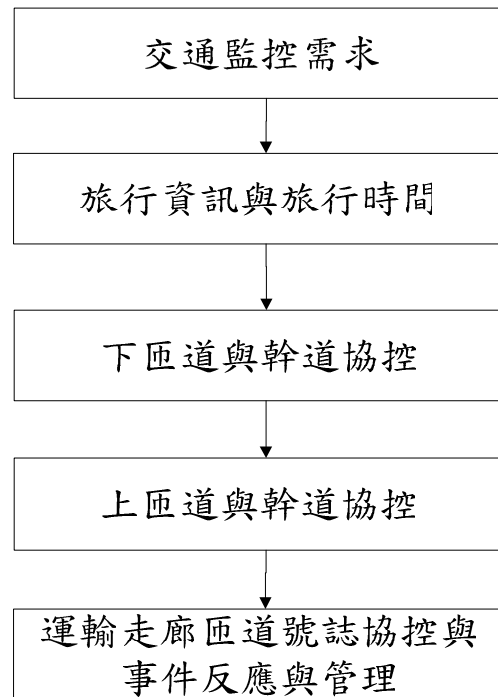 交通監控需求
旅行資訊與旅行時間
下匝道與幹道協控
上匝道與幹道協控
運輸走廊匝道號誌協控與
事件反應與管理